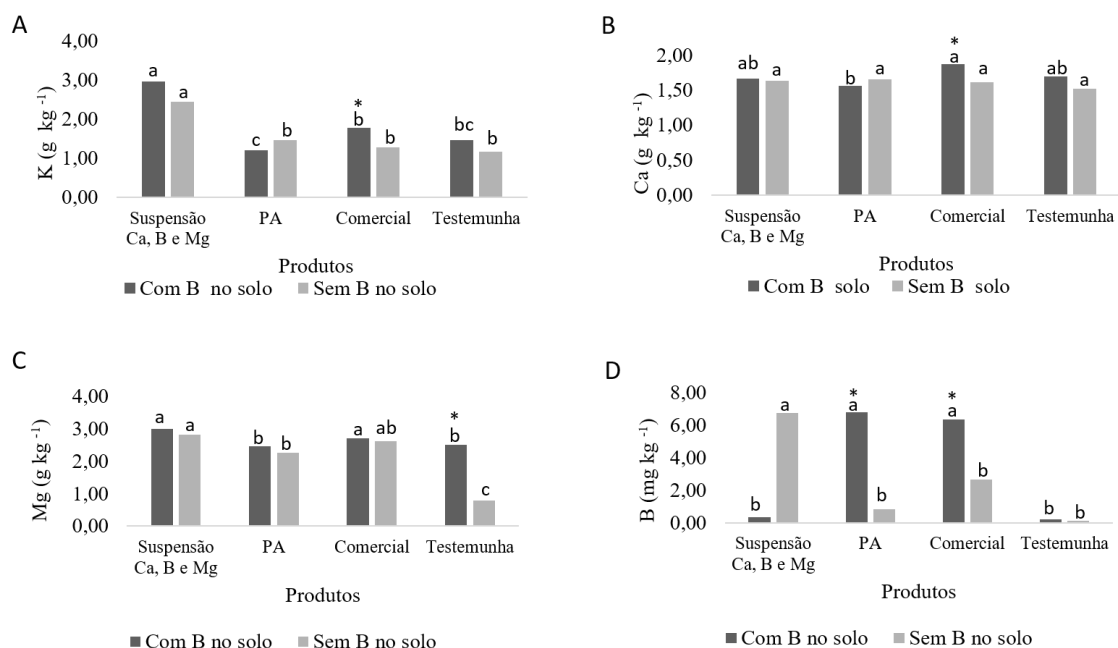 A
4,00
3,00
2,00
1,00
0,00
K (g kg -1)
a
a
c
b
*
b
b
bc
b
Suspensão
Ca, B e Mg
PA
Comercial
Testemunha
Produtos
Com B no solo
Sem B no solo
B
2,00
1,50
1,00
0,50
0,00
Ca (g kg -1)
ab
a
b
a
*
a
a
ab
a
Suspensão
Ca, B e Mg
PA
Comercial
Testemunha
Produtos
Com B solo
Sem B solo
C
4,00
3,00
2,00
1,00
0,00
Mg (g kg -1)
a
a
b
b
a
ab
*
b
c
Suspensão
Ca, B e Mg
PA
Comercial
Testemunha
Produtos
Com B no solo
Sem B no solo
D
8,00
6,00
4,00
2,00
0,00
B (mg kg -1)
b
a
*
a
b
*
a
b
b
b
Suspensão
Ca, B e Mg
PA
Comercial
Testemunha
Produtos
Com B no solo
Sem B no solo